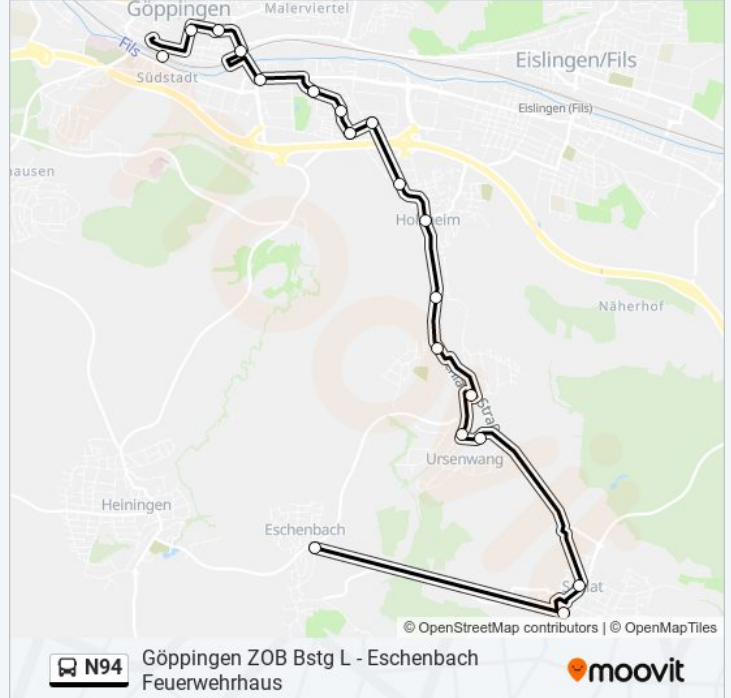 Göppingen
Malerviertel
Fils
Eislingen/Fils
Südstadt
Eislingen (Fils)
hausen
Näherhof
Ursenwang
Heiningen
Eschenbach
© OpenStreetMap contributors | © OpenMapTiles
N94
Göppingen ZOB Bstg L - Eschenbach
Feuerwehrhaus
moovit